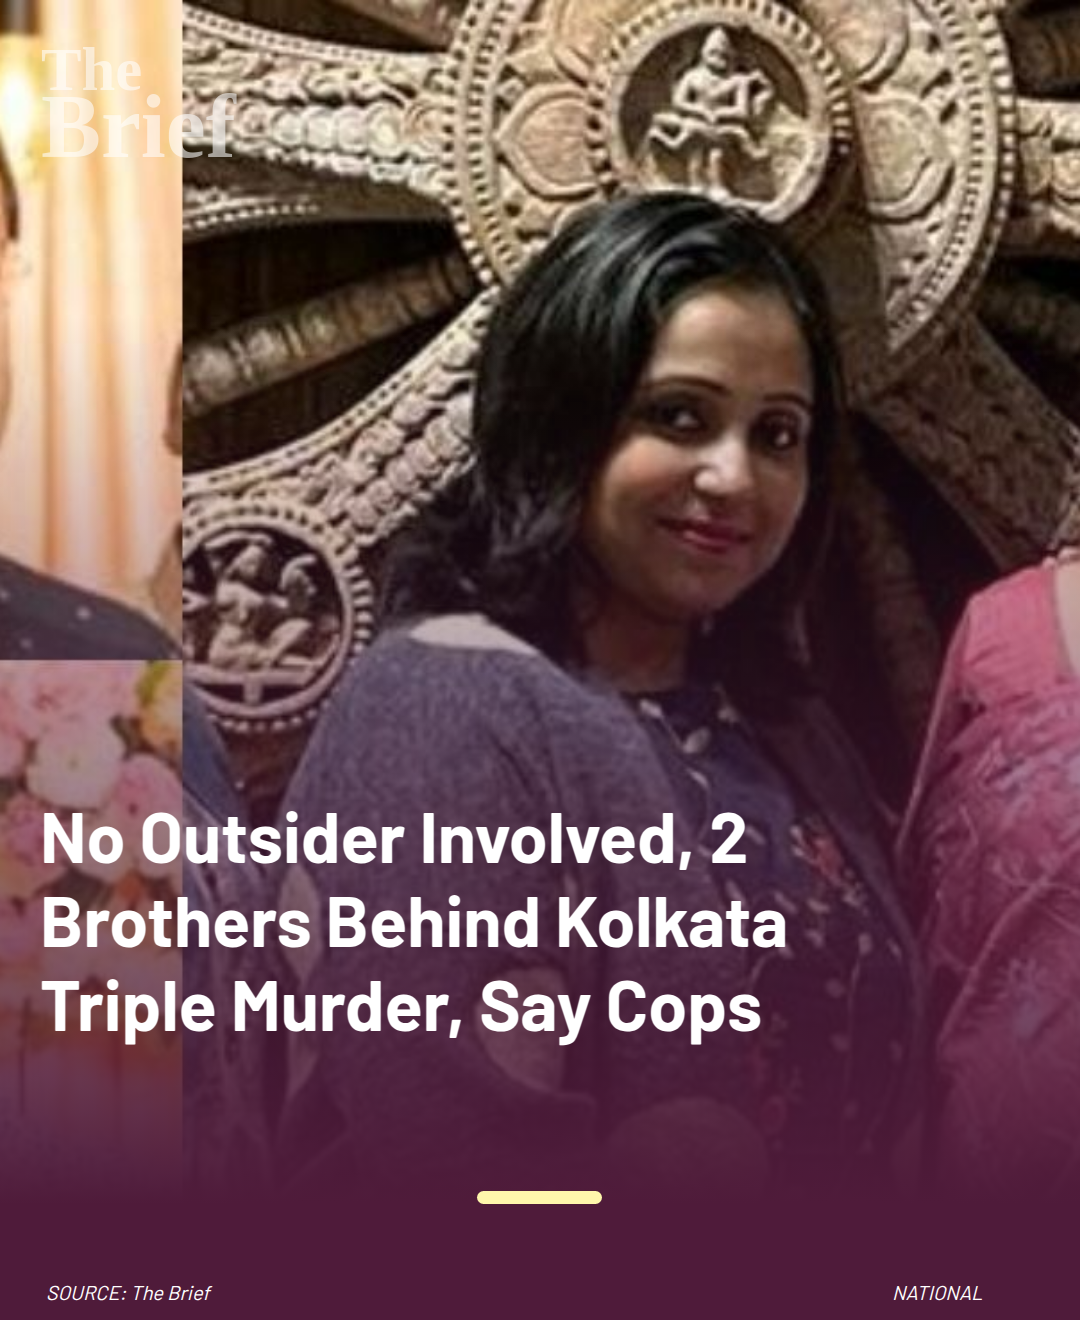 The
Brief
No Outsider Involved, 2
Brothers Behind Kolkata
Triple Murder, Say Cops
SOURCE: The Brief
NATIONAL